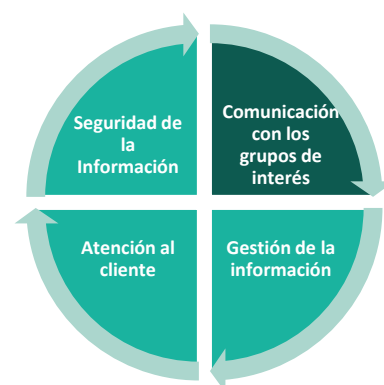 Seguridad de
la
Información
Comunicación
con los
grupos de
interés
Atención al
cliente
Gestión de la
información